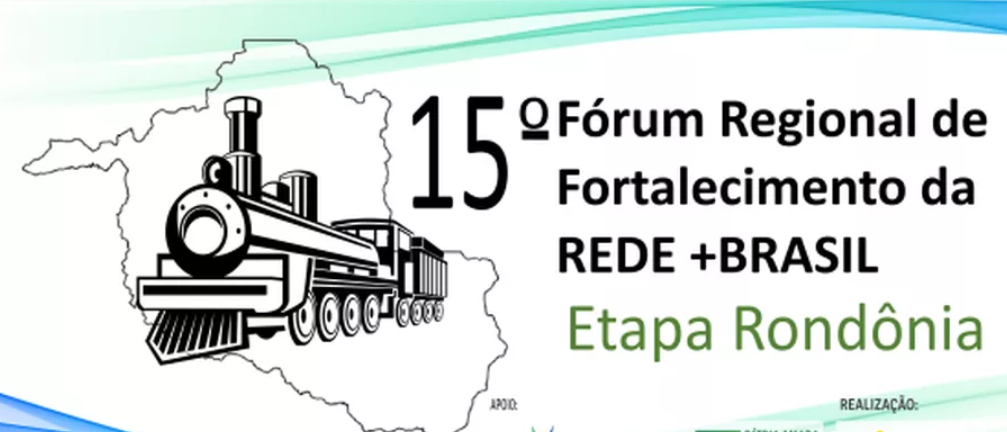 15º Fórum Regional de
Fortalecimento da
REDE +BRASIL
Etapa Rondônia
APOIO:
REALIZAÇÃO: